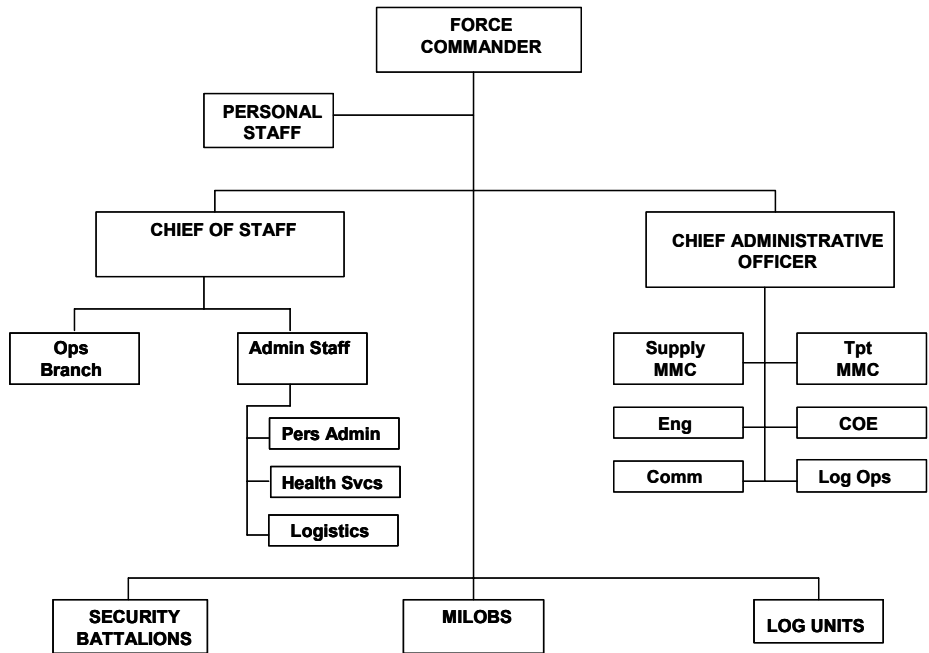 FORCE
COMMANDER
PERSONAL
STAFF
CHIEF OF STAFF
CHIEF ADMINISTRATIVE
OFFICER
Ops
Branch
Admin Staff
Supply
MMC
Tpt
MMC
Pers Admin
Eng
COE
Health Svcs
Comm
Log Ops
Logistics
SECURITY
BATTALIONS
MILOBS
LOG UNITS